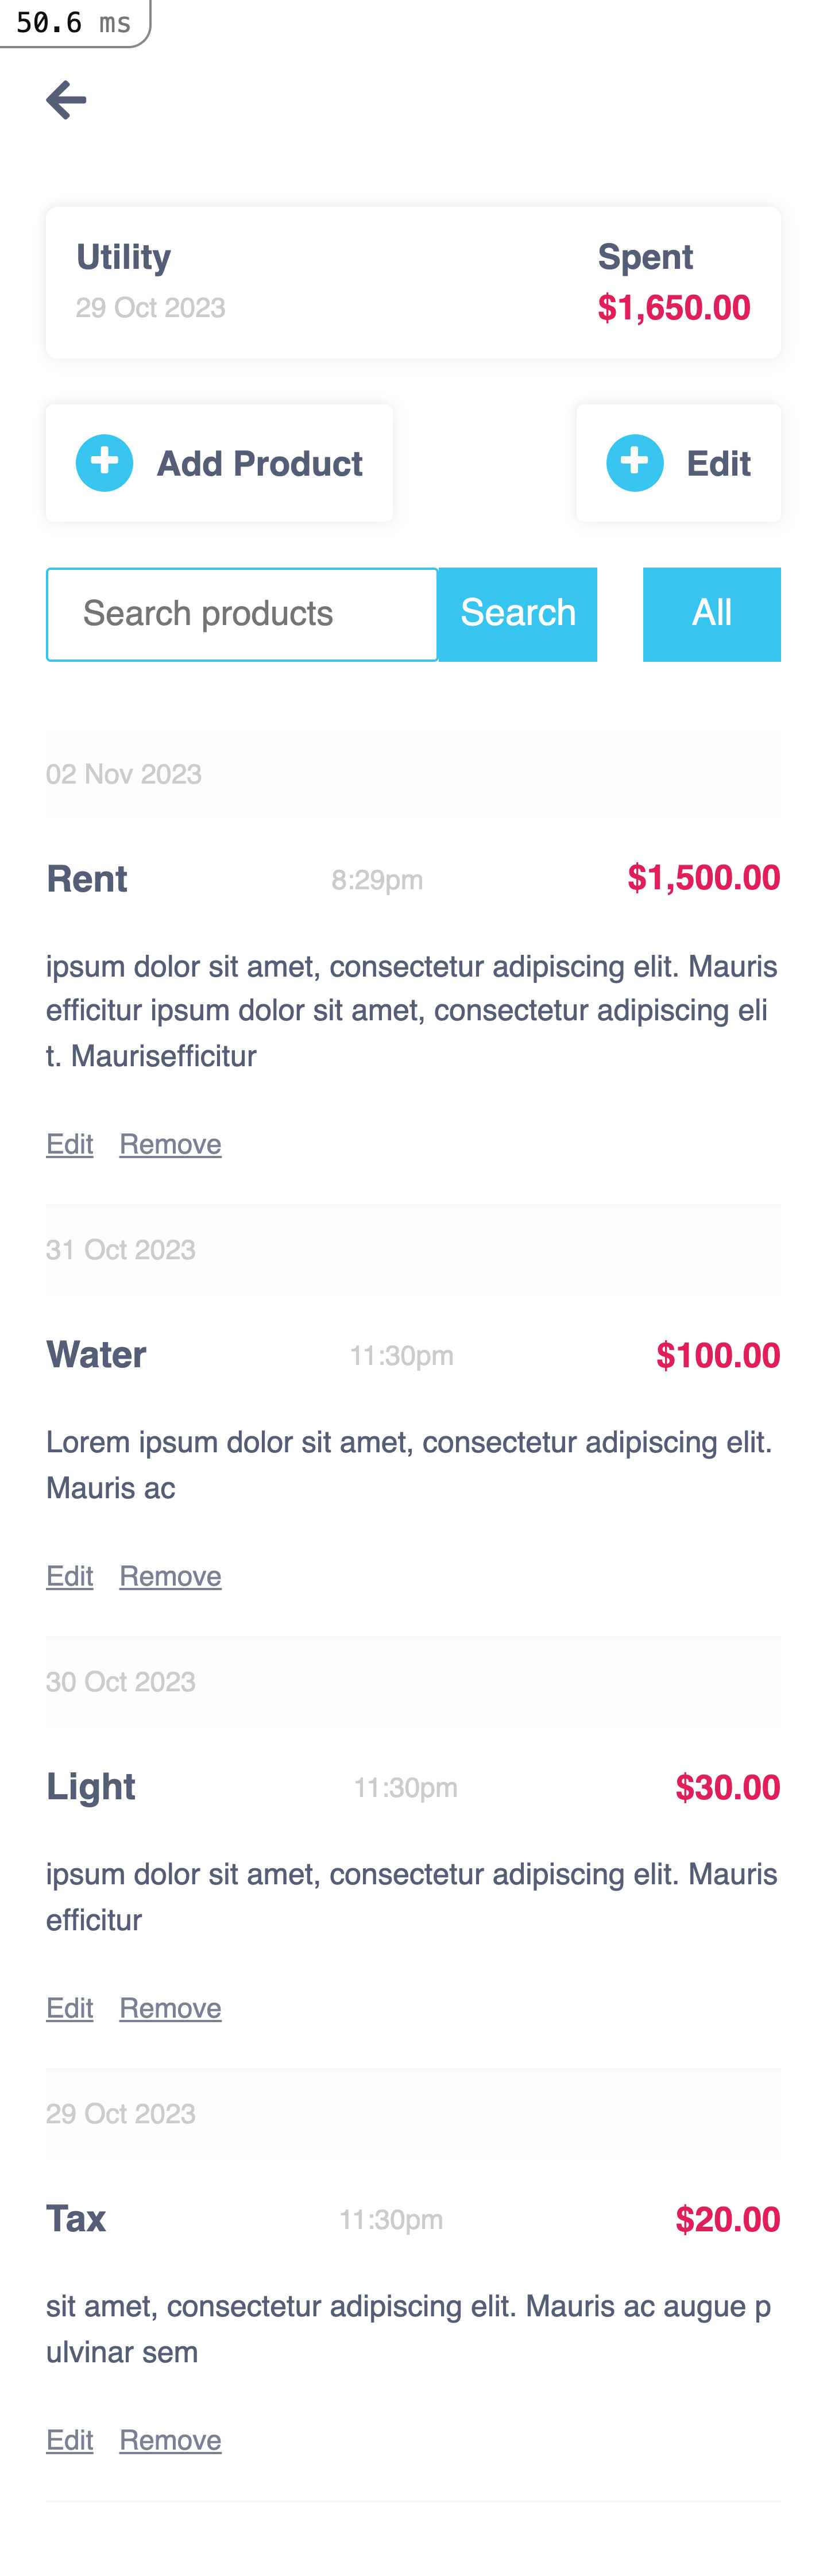 50.6 ms
Utility
Spent
29 Oct 2023
$1,650.00
Add Product
Edit
Search products
Search
All
02 Nov 2023
Rent
8:29pm
$1,500.00
ipsum dolor sit amet, consectetur adipiscing elit. Mauris
efficitur ipsum dolor sit amet, consectetur adipiscing eli
t. Maurisefficitur
Edit Remove
31 Oct 2023
Water
11:30pm
$100.00
Lorem ipsum dolor sit amet, consectetur adipiscing elit.
Mauris ac
Edit Remove
30 Oct 2023
Light
11:30pm
$30.00
ipsum dolor sit amet, consectetur adipiscing elit. Mauris
efficitur
Edit Remove
29 Oct 2023
Tax
11:30pm
$20.00
sit amet, consectetur adipiscing elit. Mauris ac augue p
ulvinar sem
Edit Remove